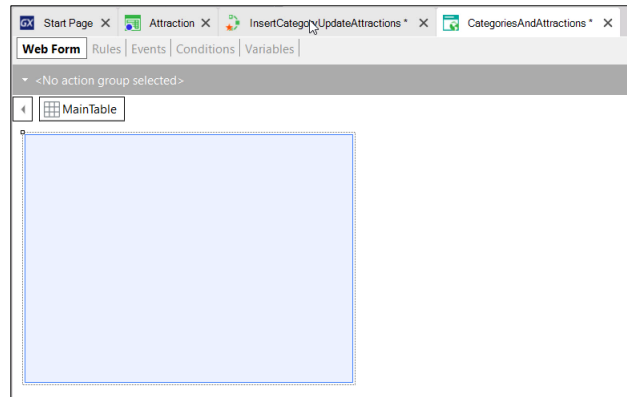 GX Start Page Attraction InsertCategoryUpdateAttractions * CategoriesAndAttractions *
Web Form Rules Events Conditions Variables
<No action group selected>
MainTable